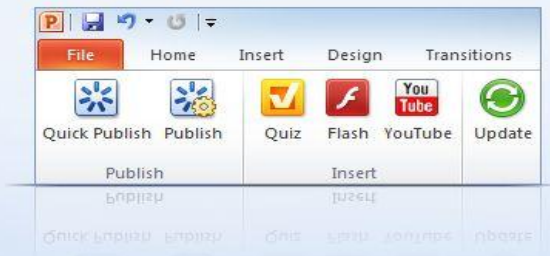 P
File Home Insert Design Transitions
You
Tube
Quick Publish Publish Quiz Flash YouTube Update
Publish Insert